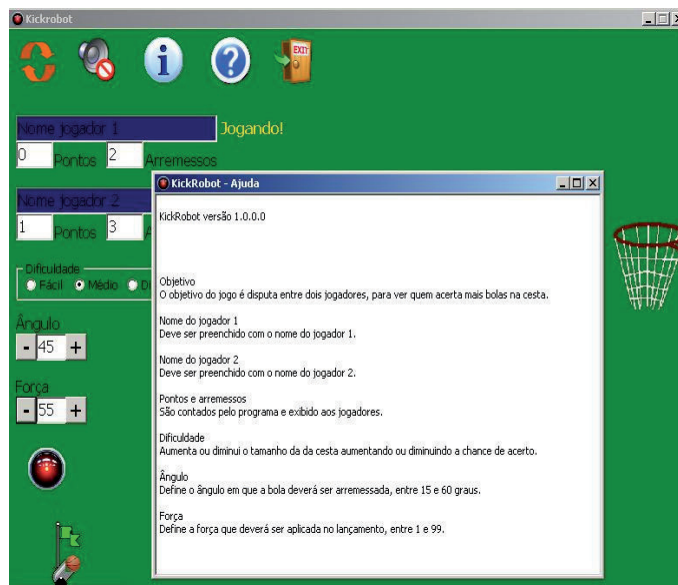 Kickrobot
EXIT
Nome jogador 1
Jogando!
0 Pontos 2 Arremessos
Nome jogador 2
1 Pontos 3 A
Dificuldade
Fácil Médio Di
Ângulo
- 45 +
Força
- 55 +
KickRobot - Ajuda
KickRobot versão 1.0.0.0
Objetivo
O objetivo do jogo é disputa entre dois jogadores, para ver quem acerta mais bolas na cesta.
Nome do jogador 1
Deve ser preenchido com o nome do jogador 1.
Nome do jogador 2
Deve ser preenchido com o nome do jogador 2.
Pontos e arremessos
São contados pelo programa e exibido aos jogadores.
Dificuldade
Aumenta ou diminui o tamanho da da cesta aumentando ou diminuindo a chance de acerto.
Ângulo
Define o ângulo em que a bola deverá ser arremessada, entre 15 e 60 graus.
Força
Define a força que deverá ser aplicada no lançamento, entre 1 e 99.